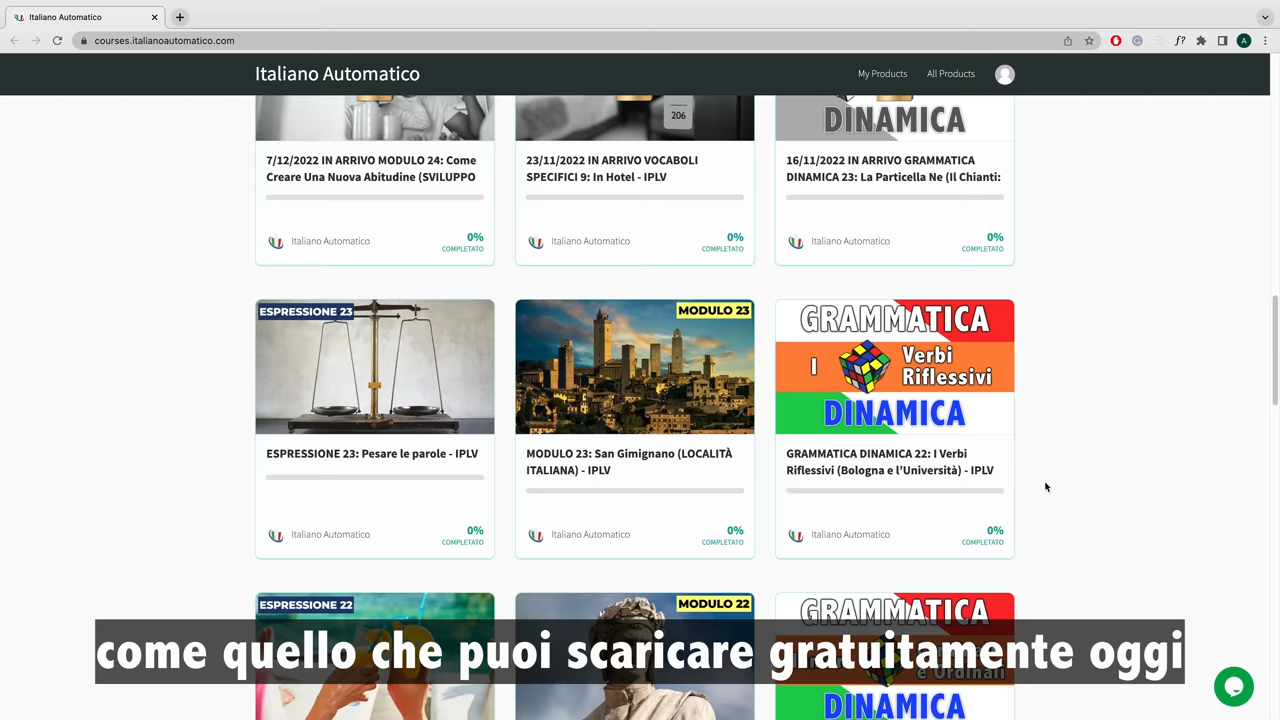 Italiano Automatico
courses.italianoautomatico.com
f?
A
Italiano Automatico
My Products
All Products
206
DINAMICA
7/12/2022 IN ARRIVO MODULO 24: Come
Creare Una Nuova Abitudine (SVILUPPO
23/11/2022 IN ARRIVO VOCABOLI
SPECIFICI 9: In Hotel - IPLV
16/11/2022 IN ARRIVO GRAMMATICA
DINAMICA 23: La Particella Ne (Il Chianti:
Italiano Automatico
0%
COMPLETATO
Italiano Automatico
0%
COMPLETATO
Italiano Automatico
0%
COMPLETATO
ESPRESSIONE 23
MODULO 23
GRAMMATICA
I Verbi
Riflessivi
DINAMICA
ESPRESSIONE 23: Pesare le parole - IPLV
MODULO 23: San Gimignano (LOCALITÀ
ITALIANA) - IPLV
GRAMMATICA DINAMICA 22: I Verbi
Riflessivi (Bologna e l’Università) - IPLV
Italiano Automatico
0%
COMPLETATO
Italiano Automatico
0%
COMPLETATO
Italiano Automatico
0%
COMPLETATO
ESPRESSIONE 22
MODULO 22
GRAMMATICA
e Ordinali
DINAMICA
come quello che puoi scaricare gratuitamente oggi